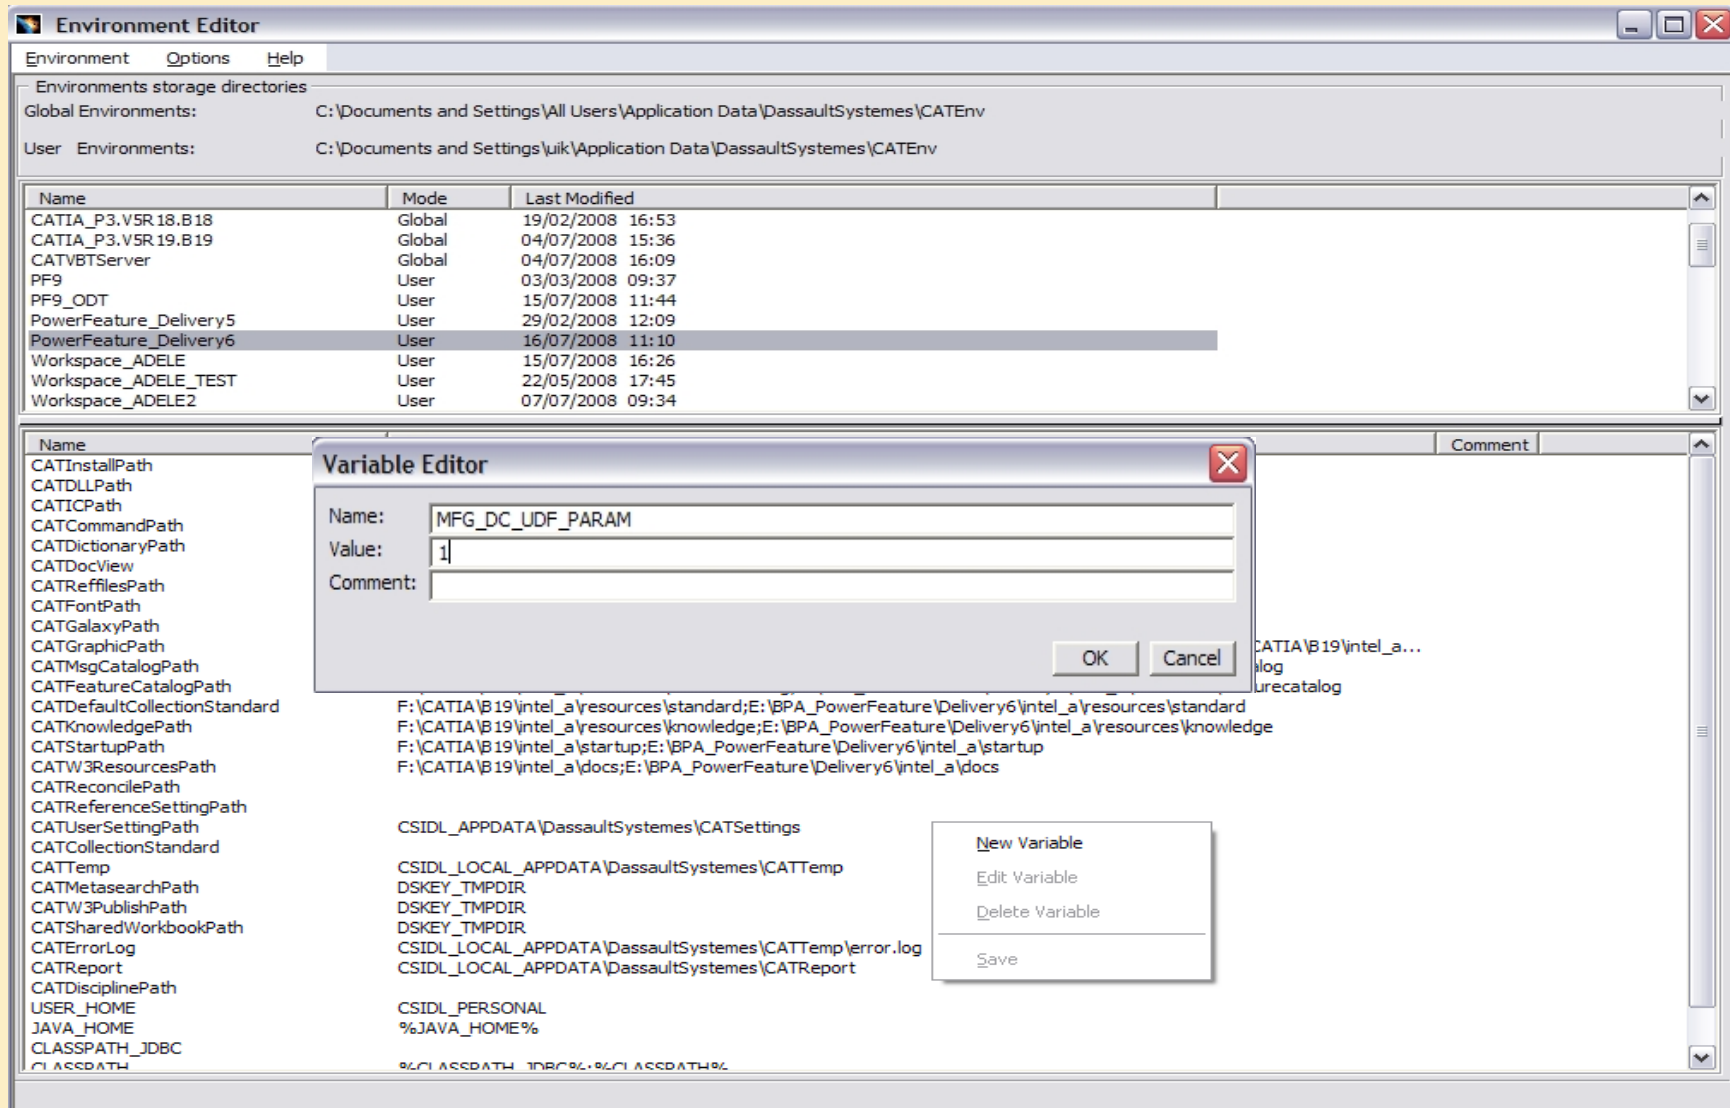 Environment Editor
Environment Options Help
Environments storage directories
Global Environments: C:\Documents and Settings\All Users\Application Data\DassaultSystemes\CATEnv
User Environments: C:\Documents and Settings\uik\Application Data\DassaultSystemes\CATEnv
Name Mode Last Modified
CATIA_P3.V5R18.B18 Global 19/02/2008 16:53
CATIA_P3.V5R19.B19 Global 04/07/2008 15:36
CATVBTServer Global 04/07/2008 16:09
PF9 User 03/03/2008 09:37
PF9_ODT User 15/07/2008 11:44
PowerFeature_Delivery5 User 29/02/2008 12:09
PowerFeature_Delivery6 User 16/07/2008 11:10
Workspace_ADELE User 15/07/2008 16:26
Workspace_ADELE_TEST User 22/05/2008 17:45
Workspace_ADELE2 User 07/07/2008 09:34
Name Comment
Variable Editor
Name: MFG_DC_UDF_PARAM
Value: 1
Comment:
OK Cancel
CATInstallPath
CATDLLPath
CATICPath
CATCommandPath
CATDictionaryPath
CATDocView
CATReffilesPath
CATFontPath
CATGalaxyPath
CATGraphicPath CATIA\B19\intel_a...
CATMsgCatalogPath alog
CATFeatureCatalogPath urecatalog
CATDefaultCollectionStandard F:\CATIA\B19\intel_a\resources\standard;E:\BPA_PowerFeature\Delivery6\intel_a\resources\standard
CATKnowledgePath F:\CATIA\B19\intel_a\resources\knowledge;E:\BPA_PowerFeature\Delivery6\intel_a\resources\knowledge
CATStartupPath F:\CATIA\B19\intel_a\startup;E:\BPA_PowerFeature\Delivery6\intel_a\startup
CATW3ResourcesPath F:\CATIA\B19\intel_a\docs;E:\BPA_PowerFeature\Delivery6\intel_a\docs
CATReconcilePath
CATReferenceSettingPath
CATUserSettingPath CSIDL_APPDATA\DassaultSystemes\CATSettings
CATCollectionStandard
CATTemp CSIDL_LOCAL_APPDATA\DassaultSystemes\CATTemp
CATMetasearchPath DSKEY_TMPDIR
CATW3PublishPath DSKEY_TMPDIR
CATSharedWorkbookPath DSKEY_TMPDIR
CATErrorLog CSIDL_LOCAL_APPDATA\DassaultSystemes\CATTemp\error.log
CATReport CSIDL_LOCAL_APPDATA\DassaultSystemes\CATReport
CATDisciplinePath
USER_HOME CSIDL_PERSONAL
JAVA_HOME %JAVA_HOME%
CLASSPATH_JDBC
CLASSPATH %CLASSPATH_JDBC%;%CLASSPATH%
New Variable
Edit Variable
Delete Variable
Save